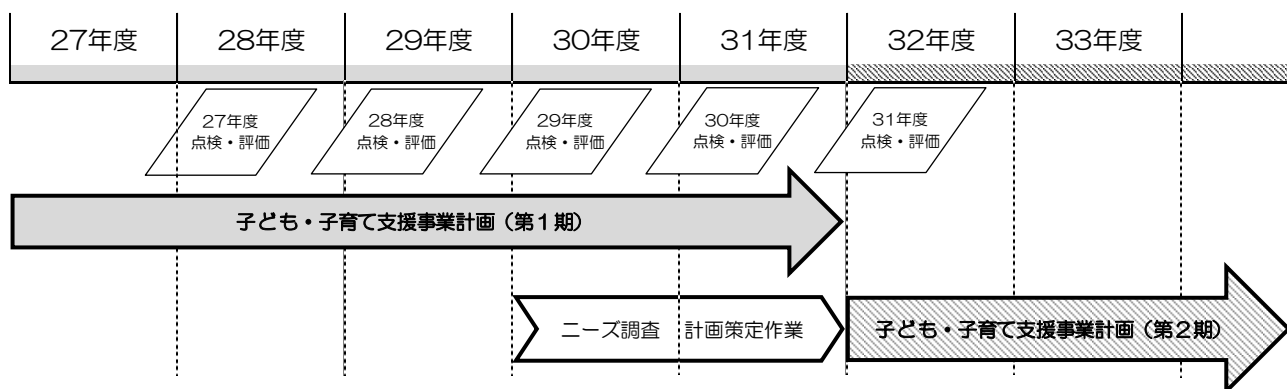 27年度
28年度
29年度
30年度
31年度
32年度
33年度
27年度
点検・評価
28年度
点検・評価
29年度
点検・評価
30年度
点検・評価
31年度
点検・評価
子ども・子育て支援事業計画（第１期）
ニーズ調査
計画策定作業
子ども・子育て支援事業計画（第２期）